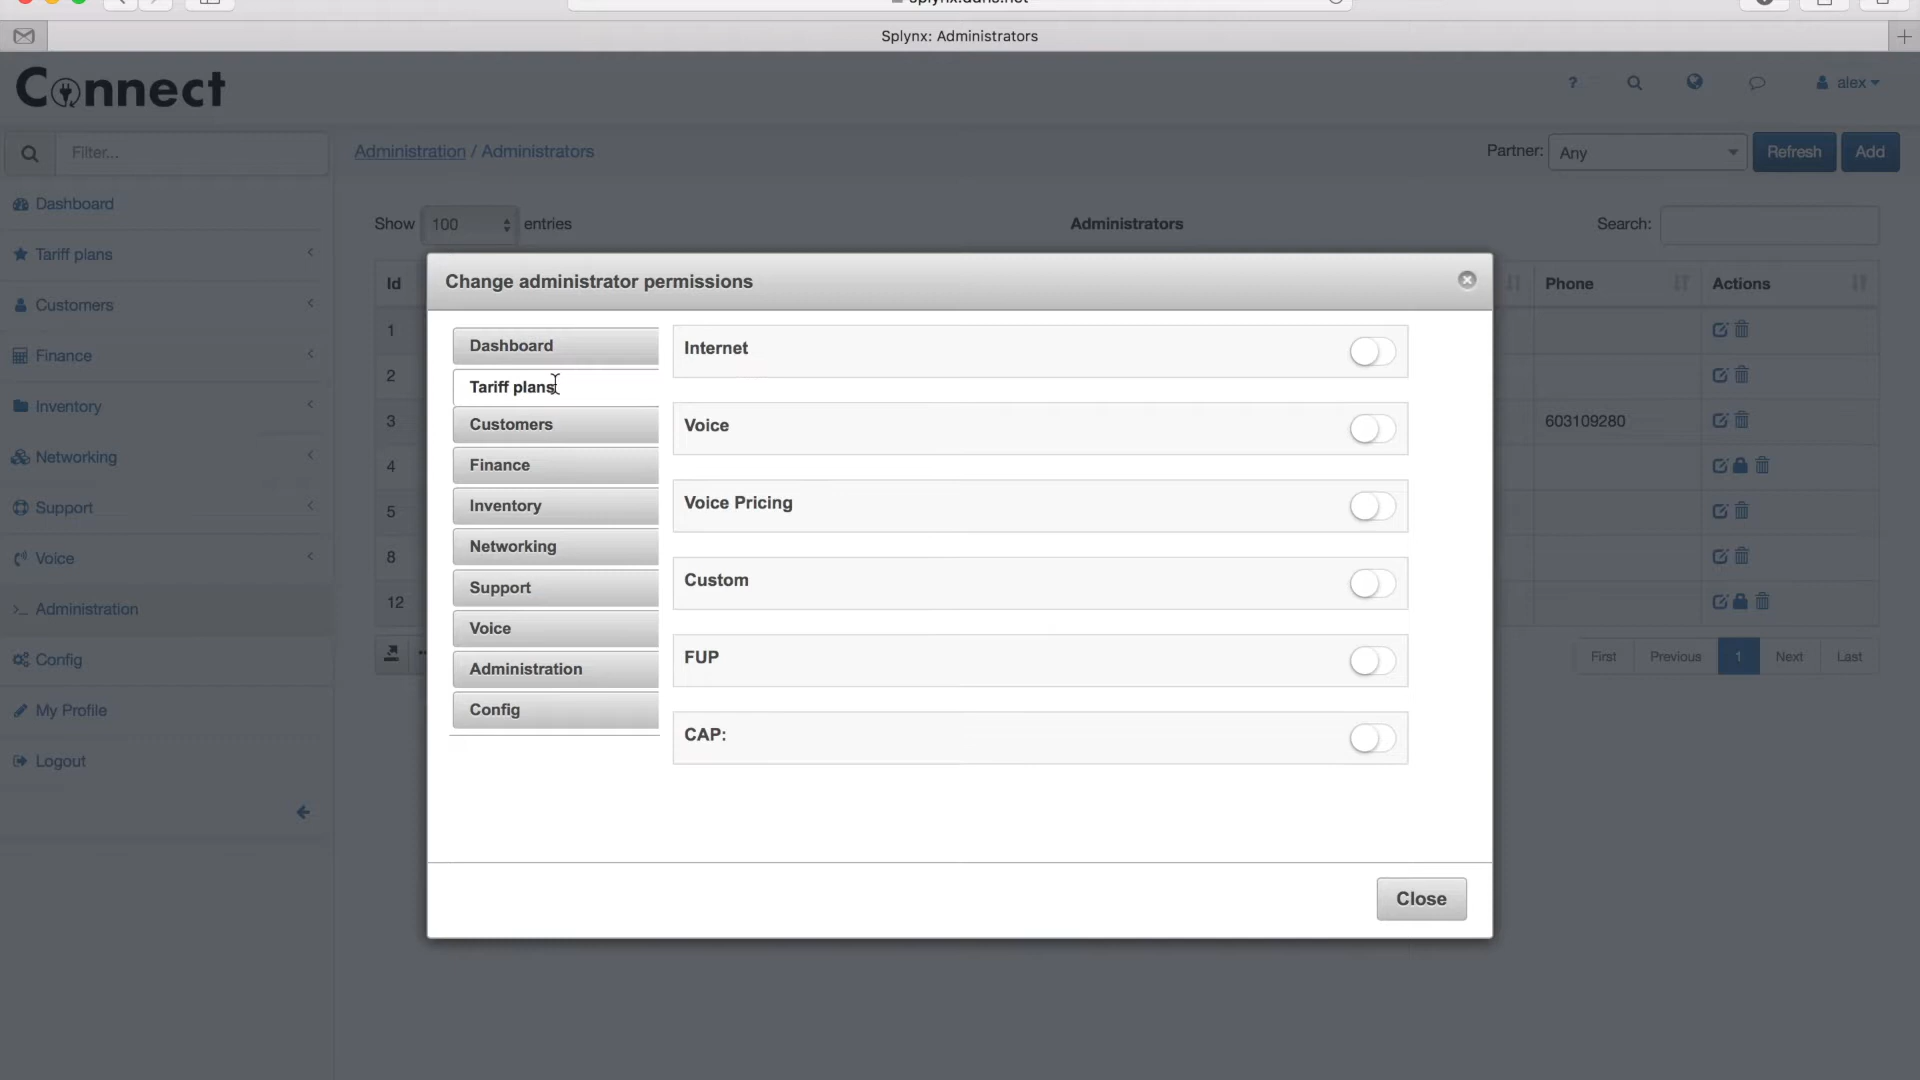 Splynx: Administrators
Connect
?
alex
Filter...
Administration / Administrators
Partner: Any
Refresh
Add
Dashboard
Tariff plans
Customers
Finance
Inventory
Networking
Support
Voice
Administration
Config
My Profile
Logout
Show 100 entries
Administrators
Search:
Id
Phone
Actions
1
2
3
603109280
4
5
8
12
First
Previous
1
Next
Last
Change administrator permissions
Dashboard
Tariff plans
Customers
Finance
Inventory
Networking
Support
Voice
Administration
Config
Internet
Voice
Voice Pricing
Custom
FUP
CAP:
Close